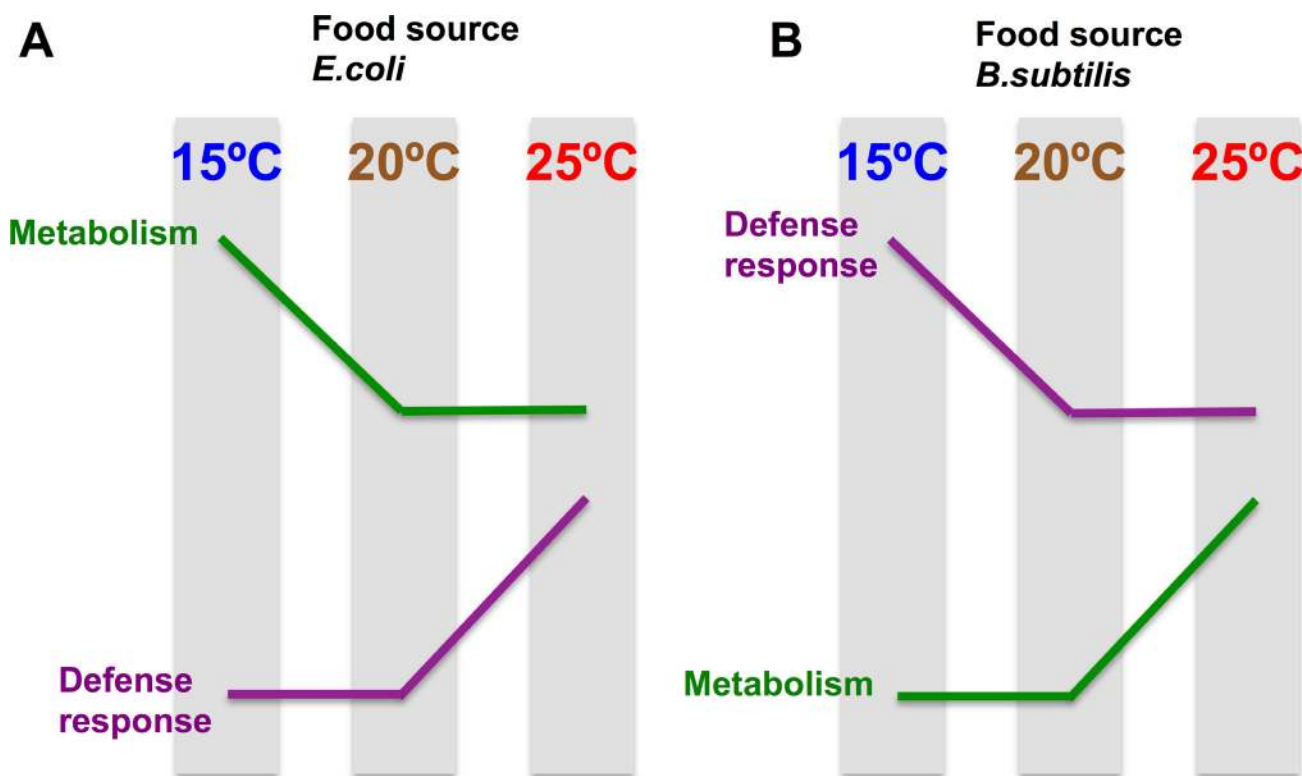 A
Food source
E.coli
15ºC
20ºC
25ºC
Metabolism
Defense
response
B
Food source
B.subtilis
15ºC
20ºC
25ºC
Defense
response
Metabolism